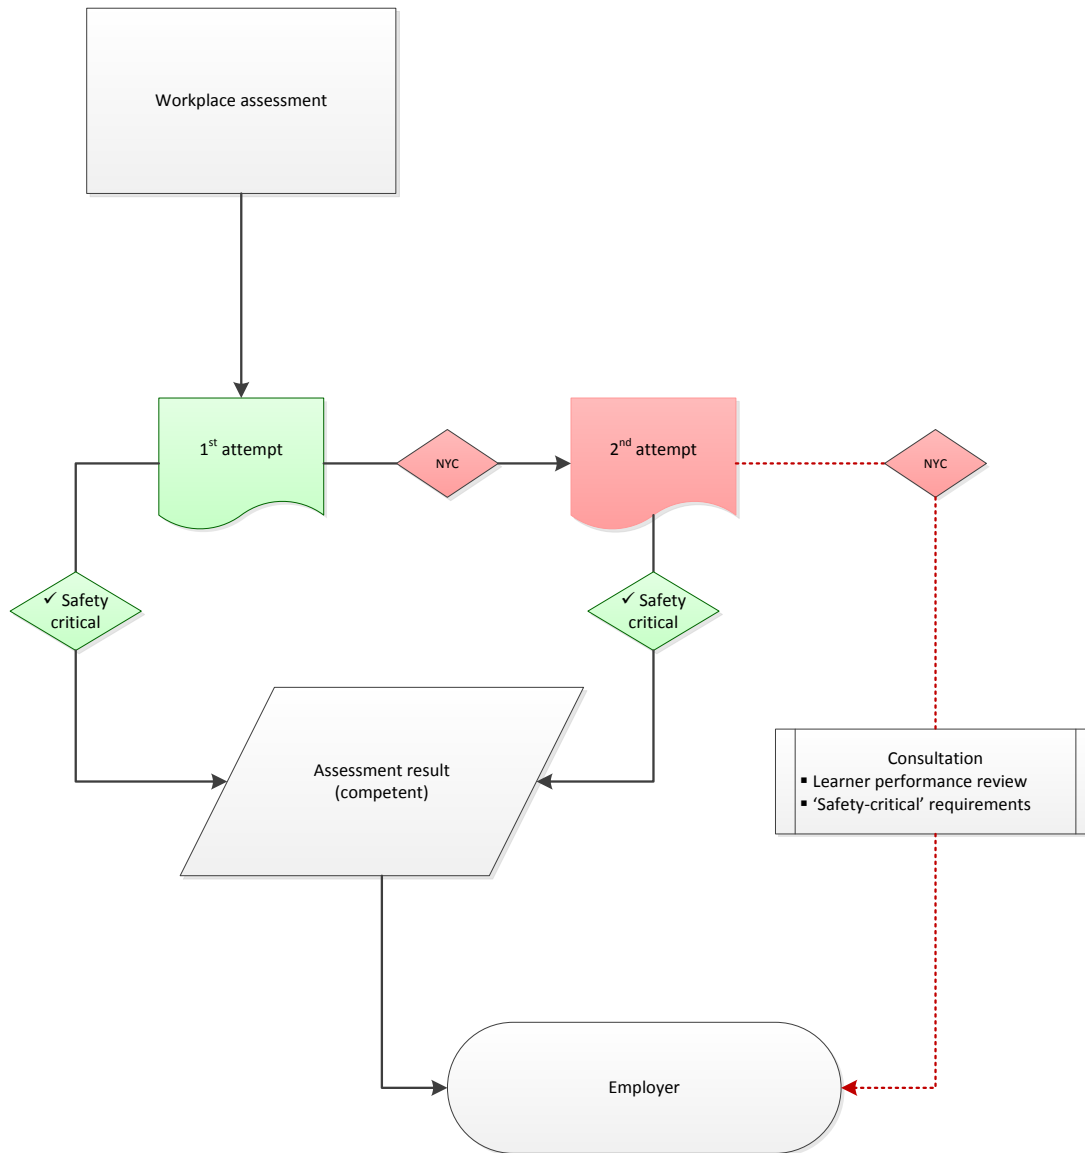 Workplace assessment
1st attempt
NYC
2nd attempt
NYC
✓ Safety
critical
✓ Safety
critical
Assessment result
(competent)
Consultation
▪ Learner performance review
▪ ‘Safety-critical’ requirements
Employer